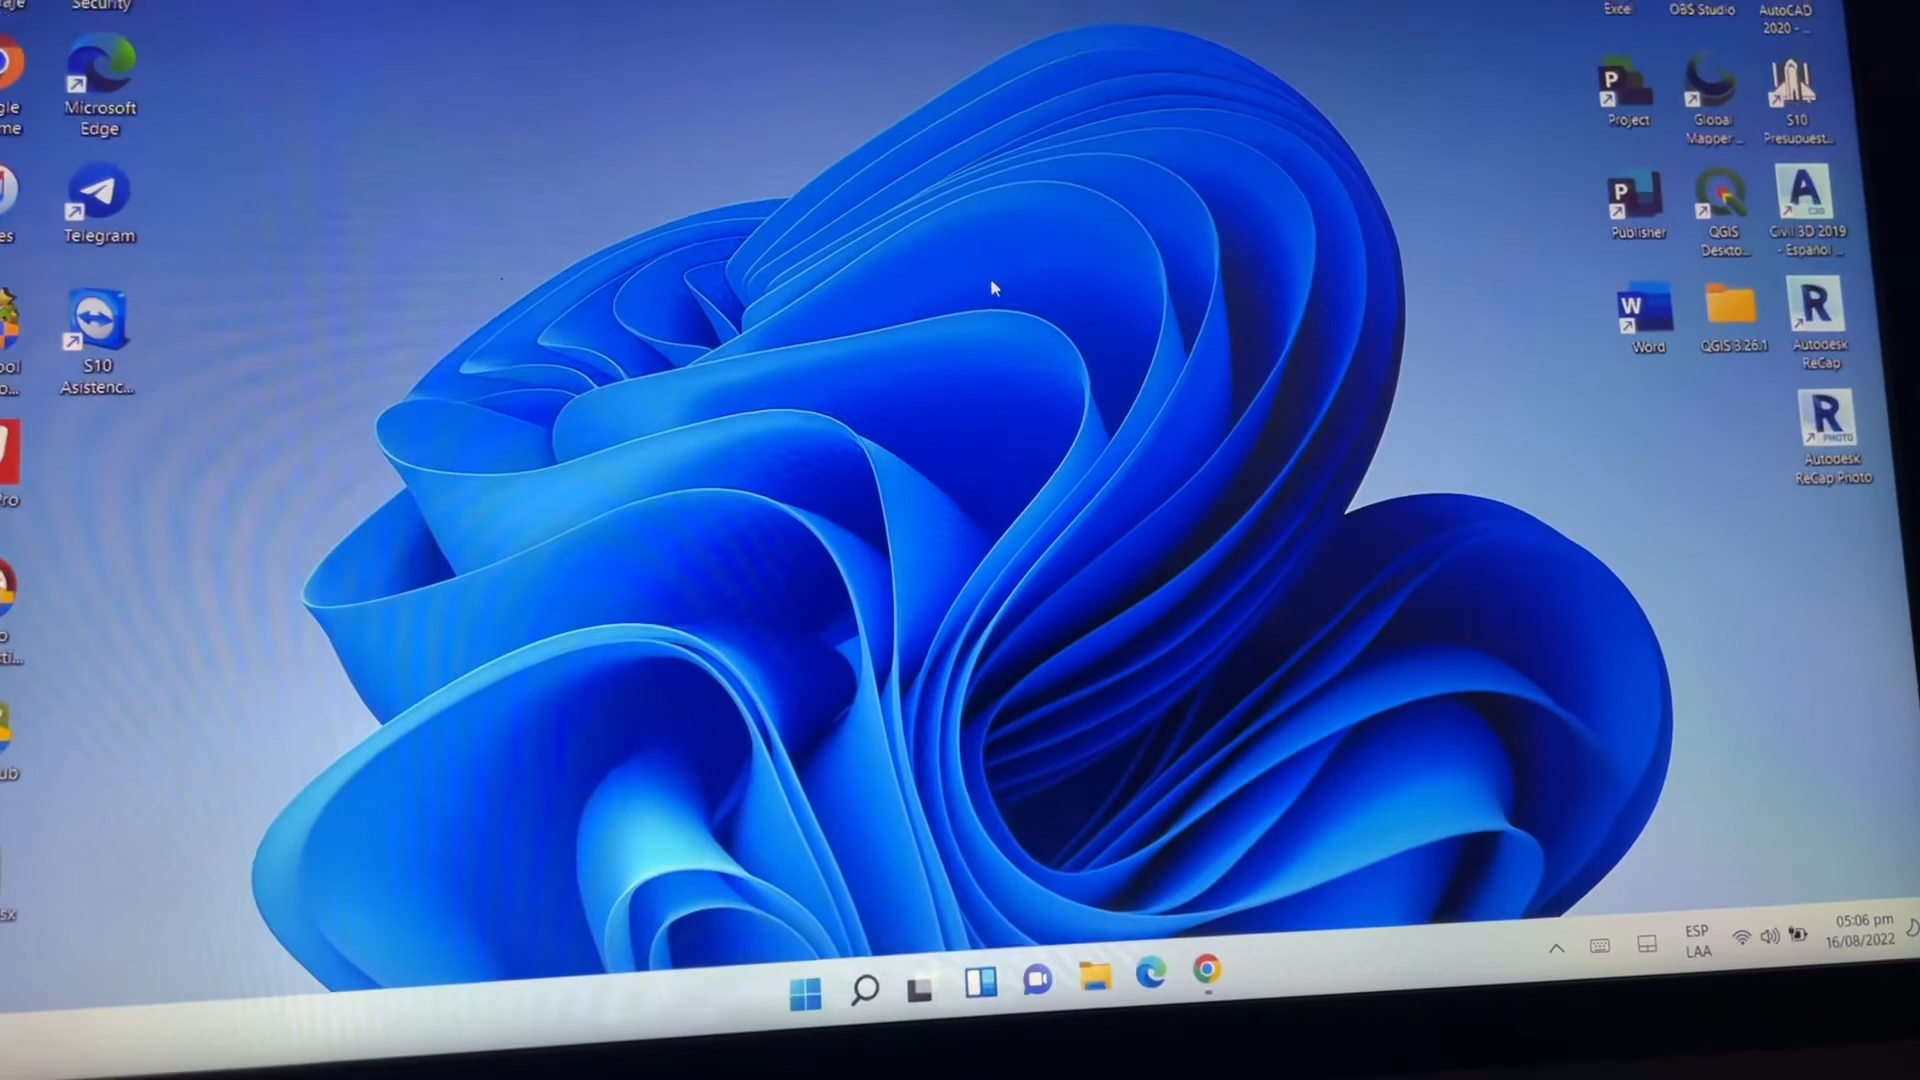 Security
Microsoft
Edge
Telegram
S10
Asistenc...
Excel
OBS Studio
AutoCAD
2020 - ...
P
Project
Global
Mapper ...
S10
Presupuest...
P
Publisher
QGIS
Deskto...
A
C3D
Civil 3D 2019
- Español ...
W
Word
QGIS 3.26.1
R
Autodesk
ReCap
R
PHOTO
Autodesk
ReCap Photo
ESP
LAA
05:06 pm
16/08/2022